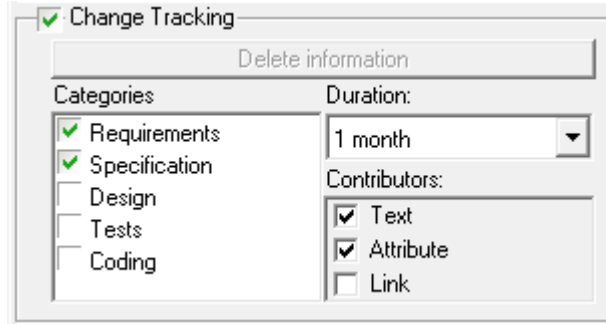 Change Tracking
Delete information
Categories
Duration:
Requirements
1 month
Specification
Contributors:
Design
Text
Tests
Attribute
Coding
Link